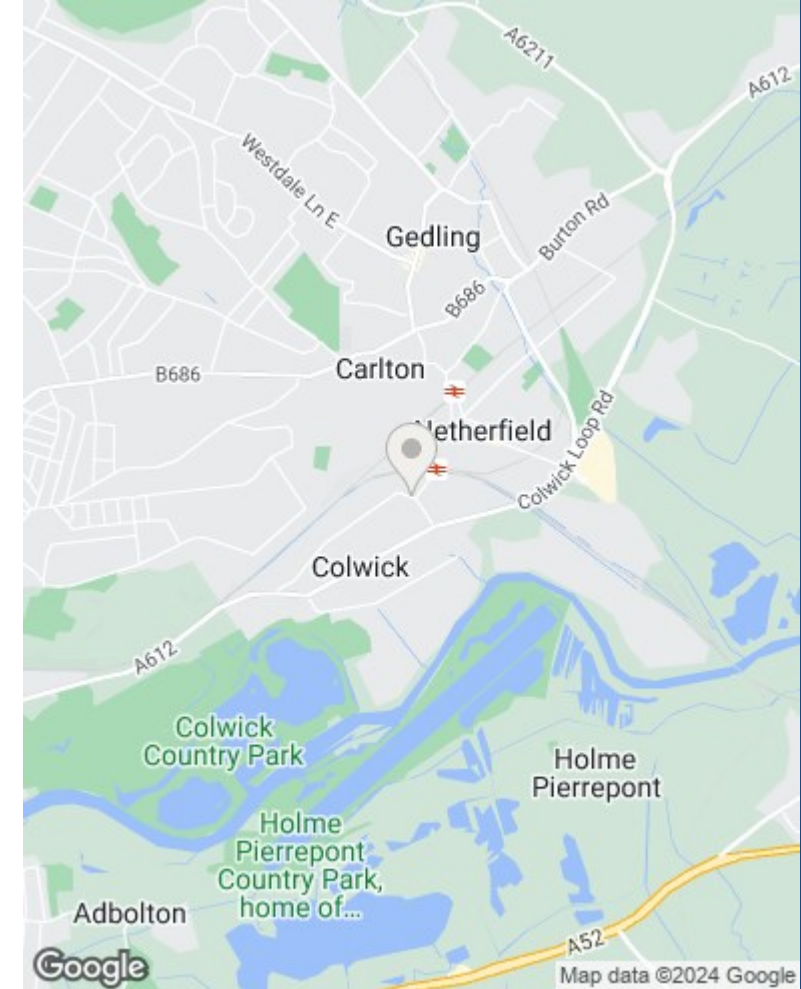 A6211
A612
Westdale Ln E
Gedling
Burton Rd
B686
Carlton
B686
Netherfield
Colwick Loop Rd
Colwick
A612
Colwick
Country Park
Holme
Pierrepont
Holme
Pierrepont
Country Park,
home of...
Adbolton
A52
Google
Map data ©2024 Google